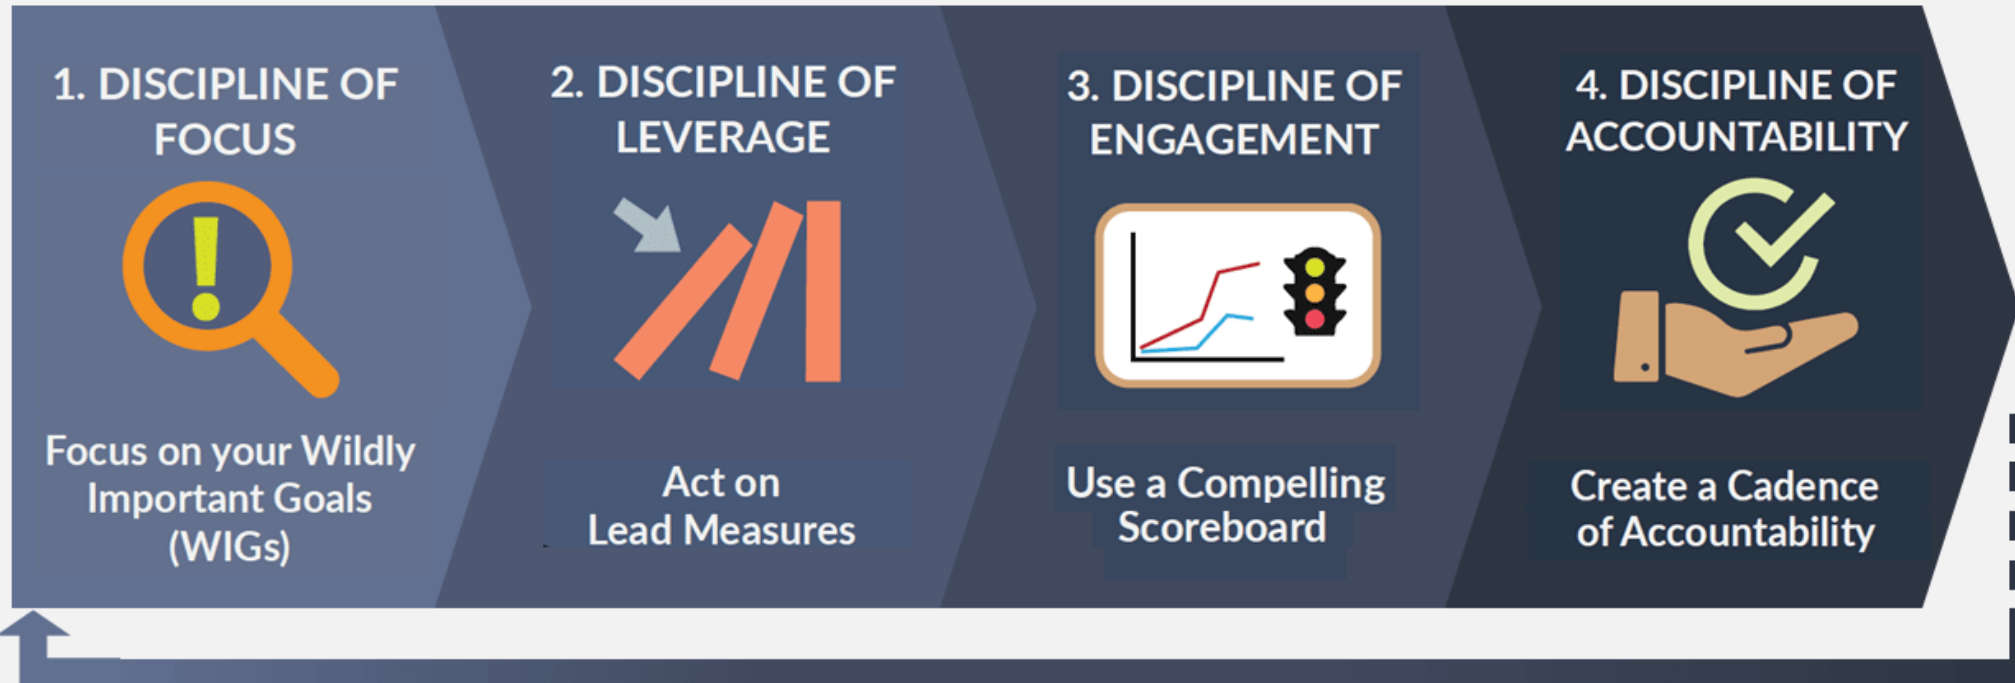 1. DISCIPLINE OF
FOCUS
Focus on your Wildly
Important Goals
(WIGs)
2. DISCIPLINE OF
LEVERAGE
Act on
Lead Measures
3. DISCIPLINE OF
ENGAGEMENT
Use a Compelling
Scoreboard
4. DISCIPLINE OF
ACCOUNTABILITY
Create a Cadence
of Accountability